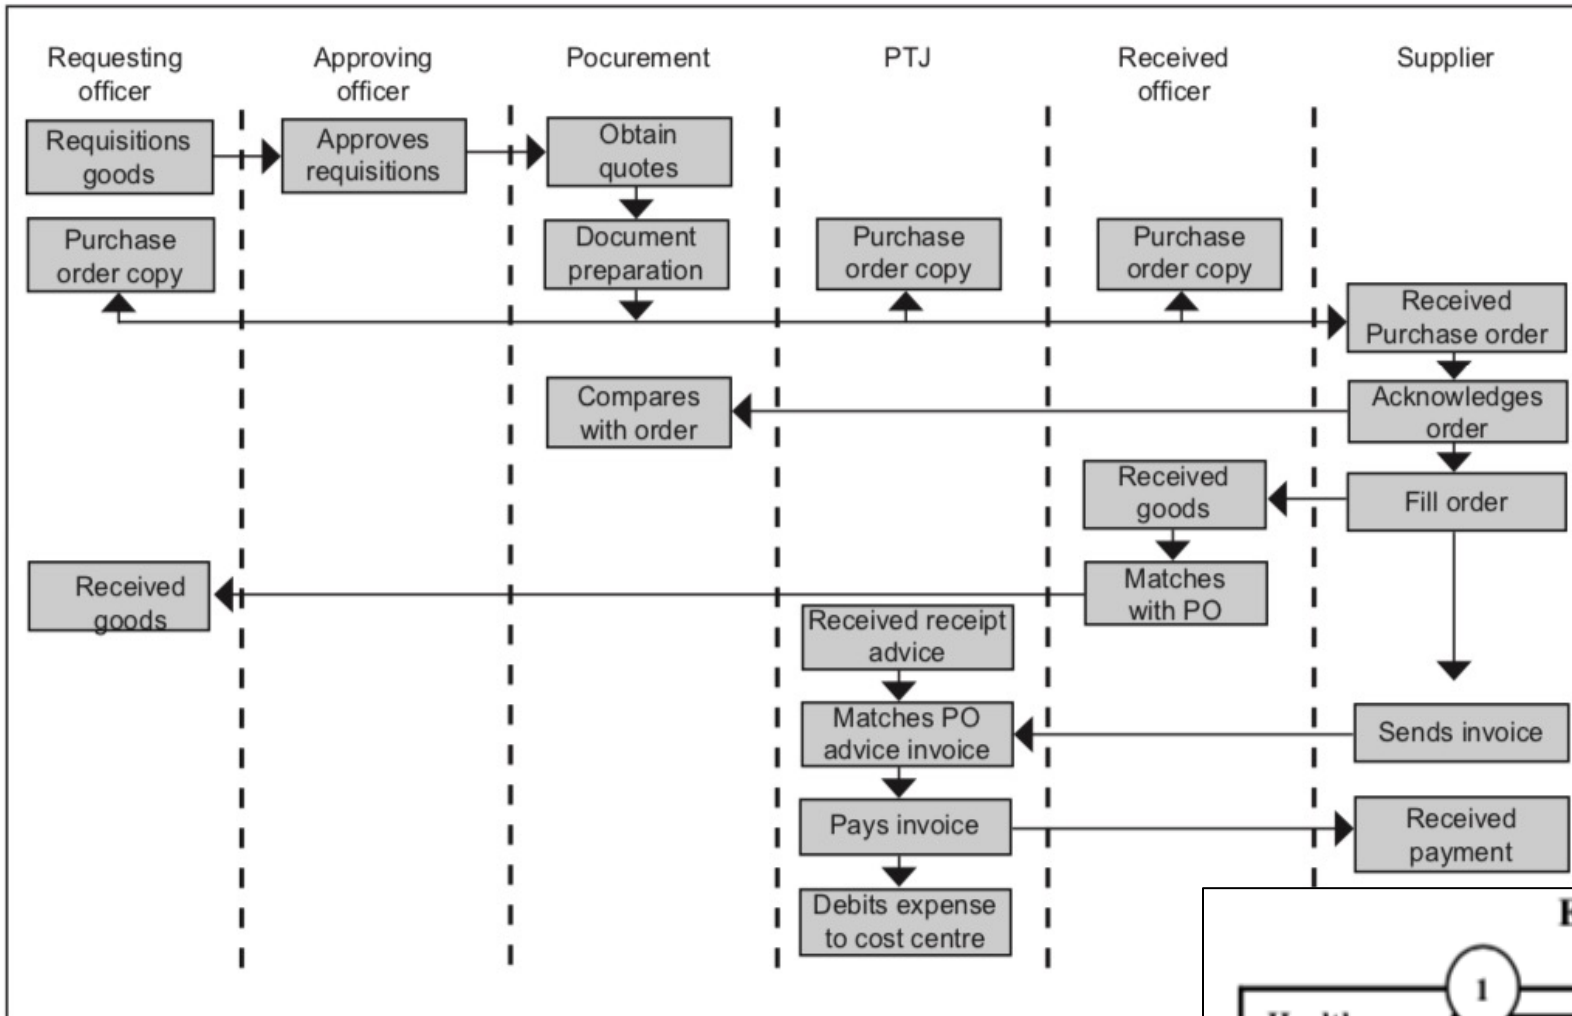 Requesting
officer
Approving
officer
Pocurement
PTJ
Received
officer
Supplier
Requisitions
goods
Approves
requisitions
Obtain
quotes
Purchase
order copy
Document
preparation
Purchase
order copy
Purchase
order copy
Received
Purchase order
Compares
with order
Acknowledges
order
Received
goods
Fill order
Received
goods
Matches
with PO
Received receipt
advice
Matches PO
advice invoice
Sends invoice
Pays invoice
Received
payment
Debits expense
to cost centre
1